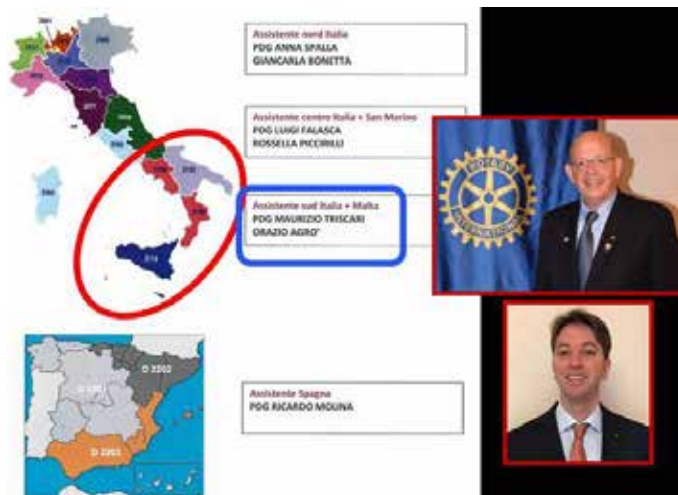 Assistente nord Italia
PDG ANNA SPALLA
GIANCARLA BONETTA
Assistente centro Italia + San Marino
PDG LUIGI FALASCA
ROSSELLA PICCIRILLI
Assistente sud Italia + Malta
PDG MAURIZIO TRISCARI
ORAZIO AGRO'
ROTARY
INTERNATIONAL
D 2202
D 2203
Assistente Spagna
PDG RICARDO MOLINA